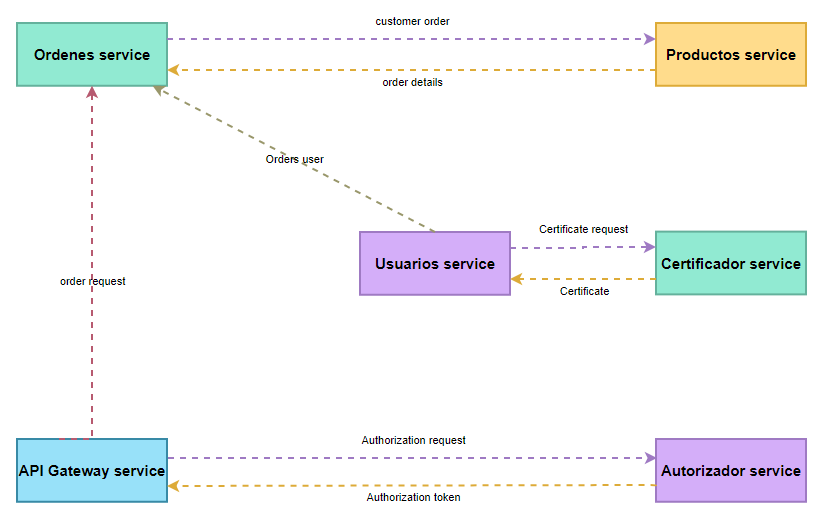 customer order
Ordenes service
Productos service
order details
Orders user
Certificate request
Usuarios service
Certificador service
Certificate
order request
Authorization request
API Gateway service
Autorizador service
Authorization token